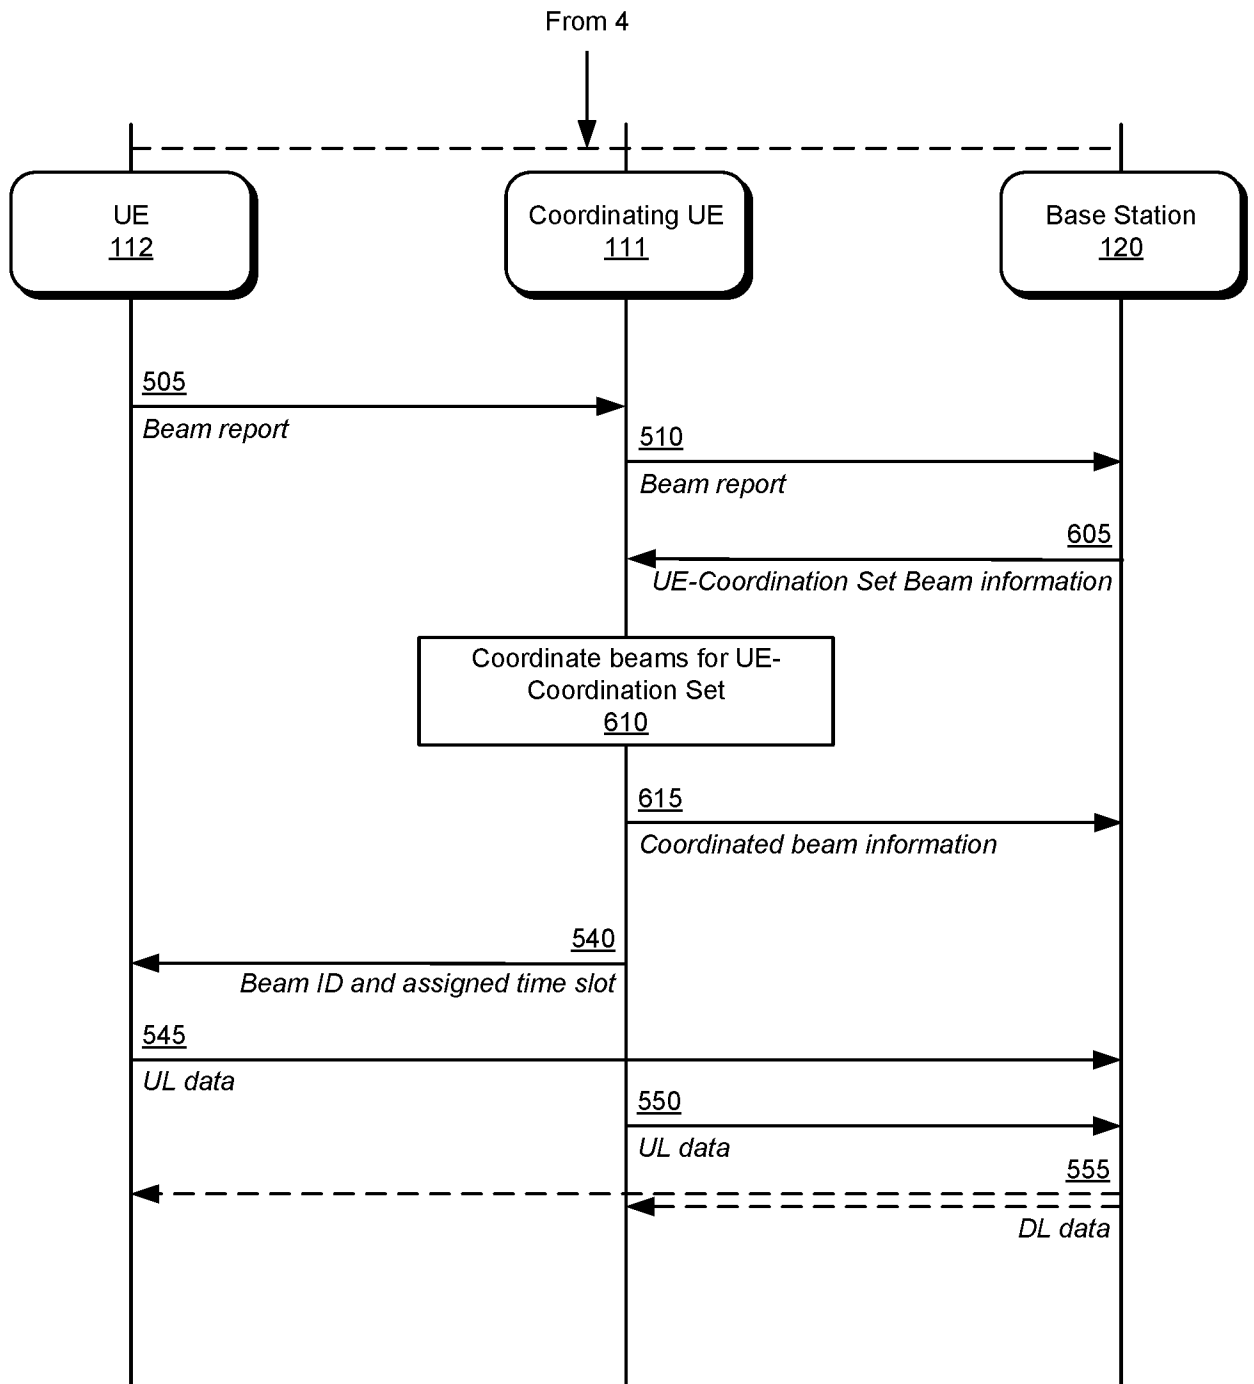 From 4
UE
112
Coordinating UE
111
Base Station
120
505
Beam report
510
Beam report
605
UE-Coordination Set Beam information
Coordinate beams for UE-
Coordination Set
610
615
Coordinated beam information
540
Beam ID and assigned time slot
545
UL data
550
UL data
555
DL data